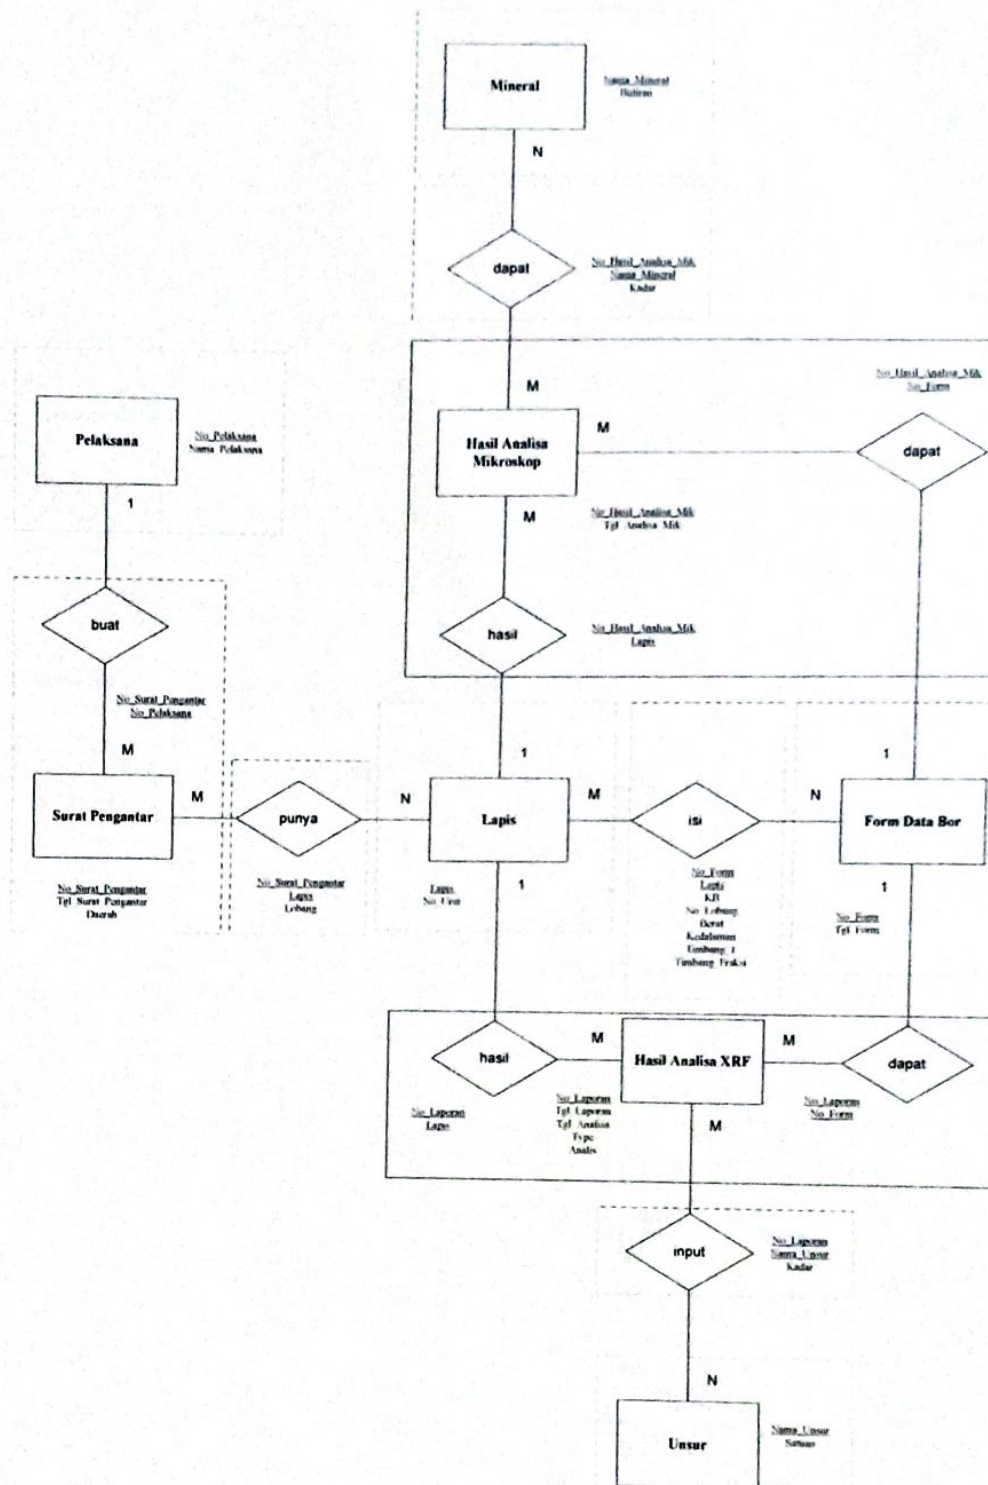 Mineral
Nama_Mineral
Butiran
N
dapat
No_Hasil_Analisa_Mik
Nama_Mineral
Kadar
M
No_Hasil_Analisa_Mik
No_Form
Hasil Analisa
Mikroskop
M
dapat
No_Hasil_Analisa_Mik
Tgl_Analisa_Mik
M
hasil
No_Hasil_Analisa_Mik
Lapis
Pelaksana
No_Pelaksana
Nama_Pelaksana
1
buat
No_Surat_Pengantar
No_Pelaksana
M
Surat Pengantar
No_Surat_Pengantar
Tgl_Surat_Pengantar
Daerah
M
punya
No_Surat_Pengantar
Lapis
Lobang
N
1
Lapis
Lapis
No_Urut
M
isi
No_Form
Lapis
KB
No_Lobang
Berat
Kedalaman
Timbang_1
Timbang_Fraksi
N
1
Form Data Bor
1
No_Form
Tgl_Form
1
hasil
No_Laporan
Lapis
M
Hasil Analisa XRF
No_Laporan
Tgl_Laporan
Tgl_Analisa
Type
Analis
M
dapat
No_Laporan
No_Form
M
input
No_Laporan
Nama_Unsur
Kadar
N
Unsur
Nama_Unsur
Satuan